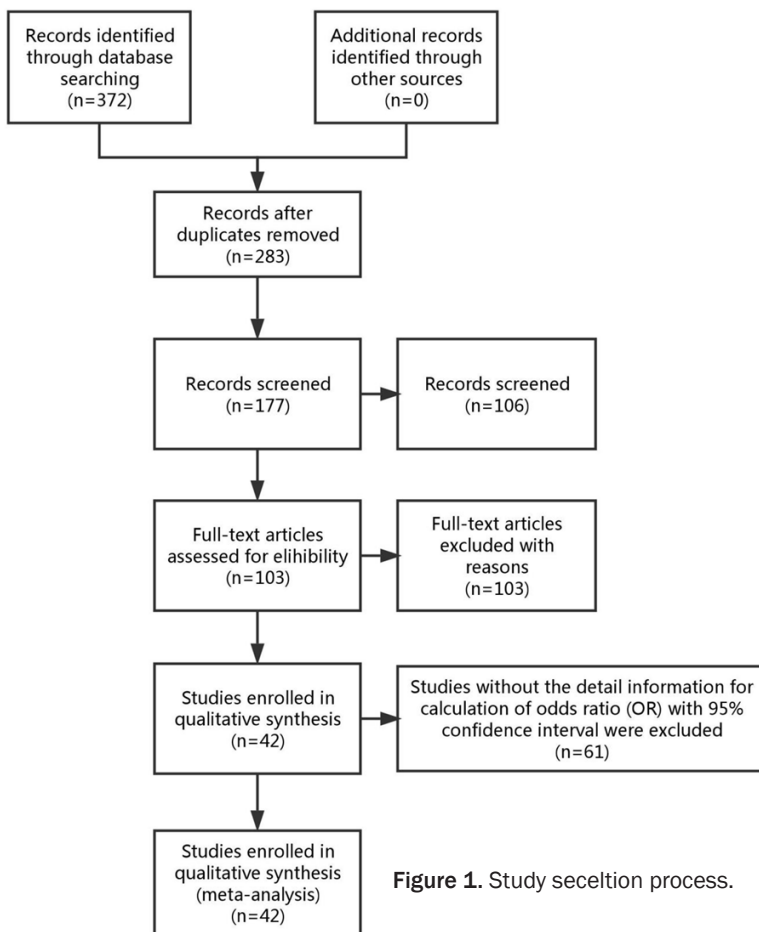 Records identified
through database
searching
(n=372)
Additional records
identified through
other sources
(n=0)
Records after
duplicates removed
(n=283)
Records screened
(n=177)
Records screened
(n=106)
Full-text articles
assessed for elihibility
(n=103)
Full-text articles
excluded with
reasons
(n=103)
Studies enrolled in
qualitative synthesis
(n=42)
Studies without the detail information for
calculation of odds ratio (OR) with 95%
confidence interval were excluded
(n=61)
Studies enrolled in
qualitative synthesis
(meta-analysis)
(n=42)
Figure 1. Study seceltion process.